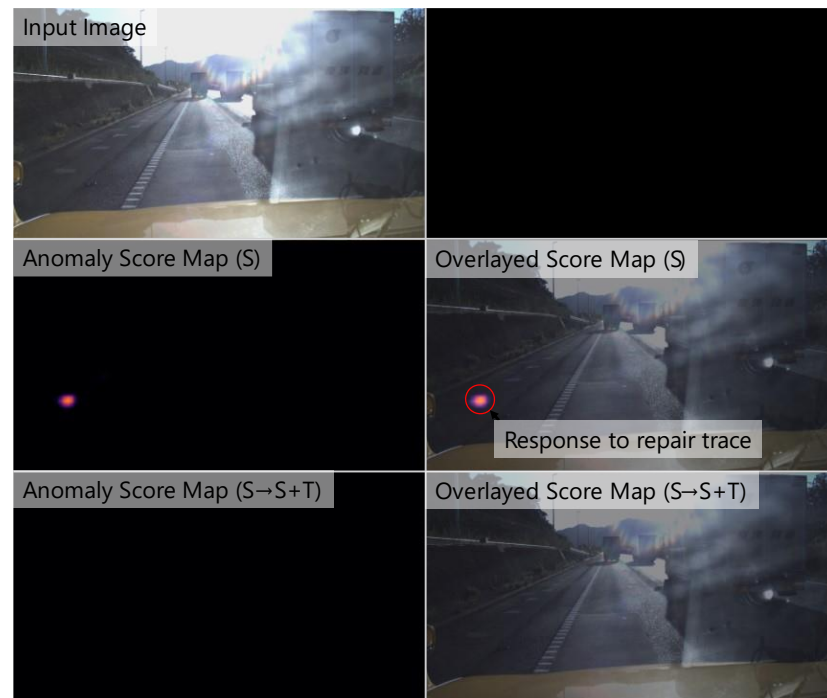 Input Image
Anomaly Score Map (S)
Overlayed Score Map (S)
Response to repair trace
Anomaly Score Map (S→S+T)
Overlayed Score Map (S→S+T)